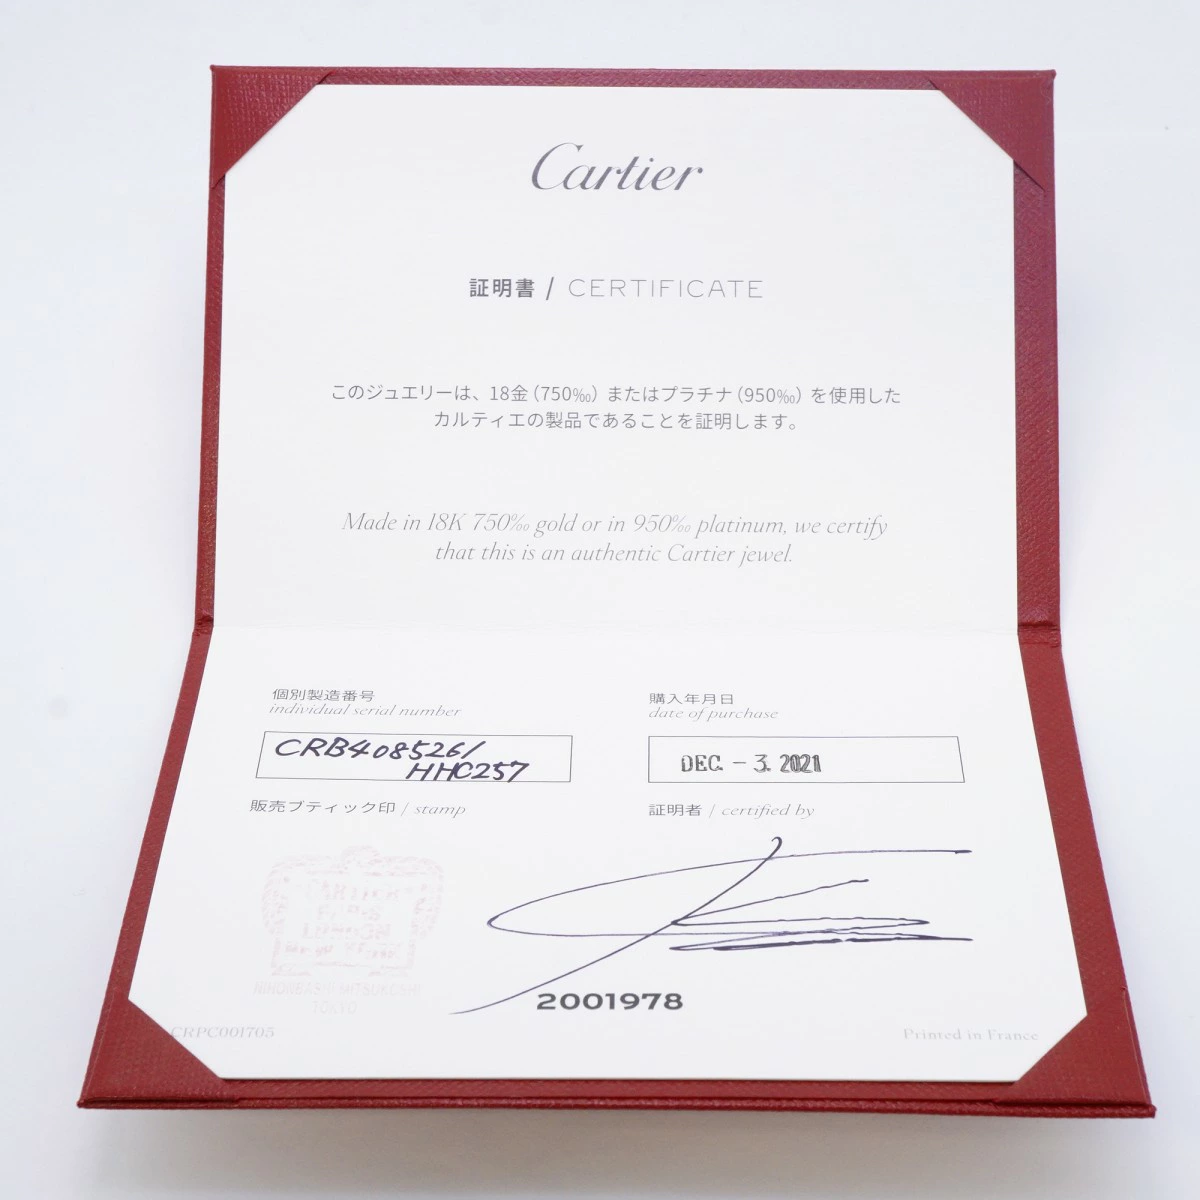 Cartier
証明書 / CERTIFICATE
このジュエリーは、18金（750‰）またはプラチナ（950‰）を使用した
カルティエの製品であることを証明します。
Made in 18K 750‰ gold or in 950‰ platinum, we certify
that this is an authentic Cartier jewel.
個別製造番号
individual serial number
CRB408526/
HHC257
購入年月日
date of purchase
DEC. - 3. 2021
販売ブティック印 / stamp
証明者 / certified by
CARTIER
PARIS
LONDON
NIHONBASHI MITSUKOSHI
TOKYO
2001978
CRPC001705
Printed in France